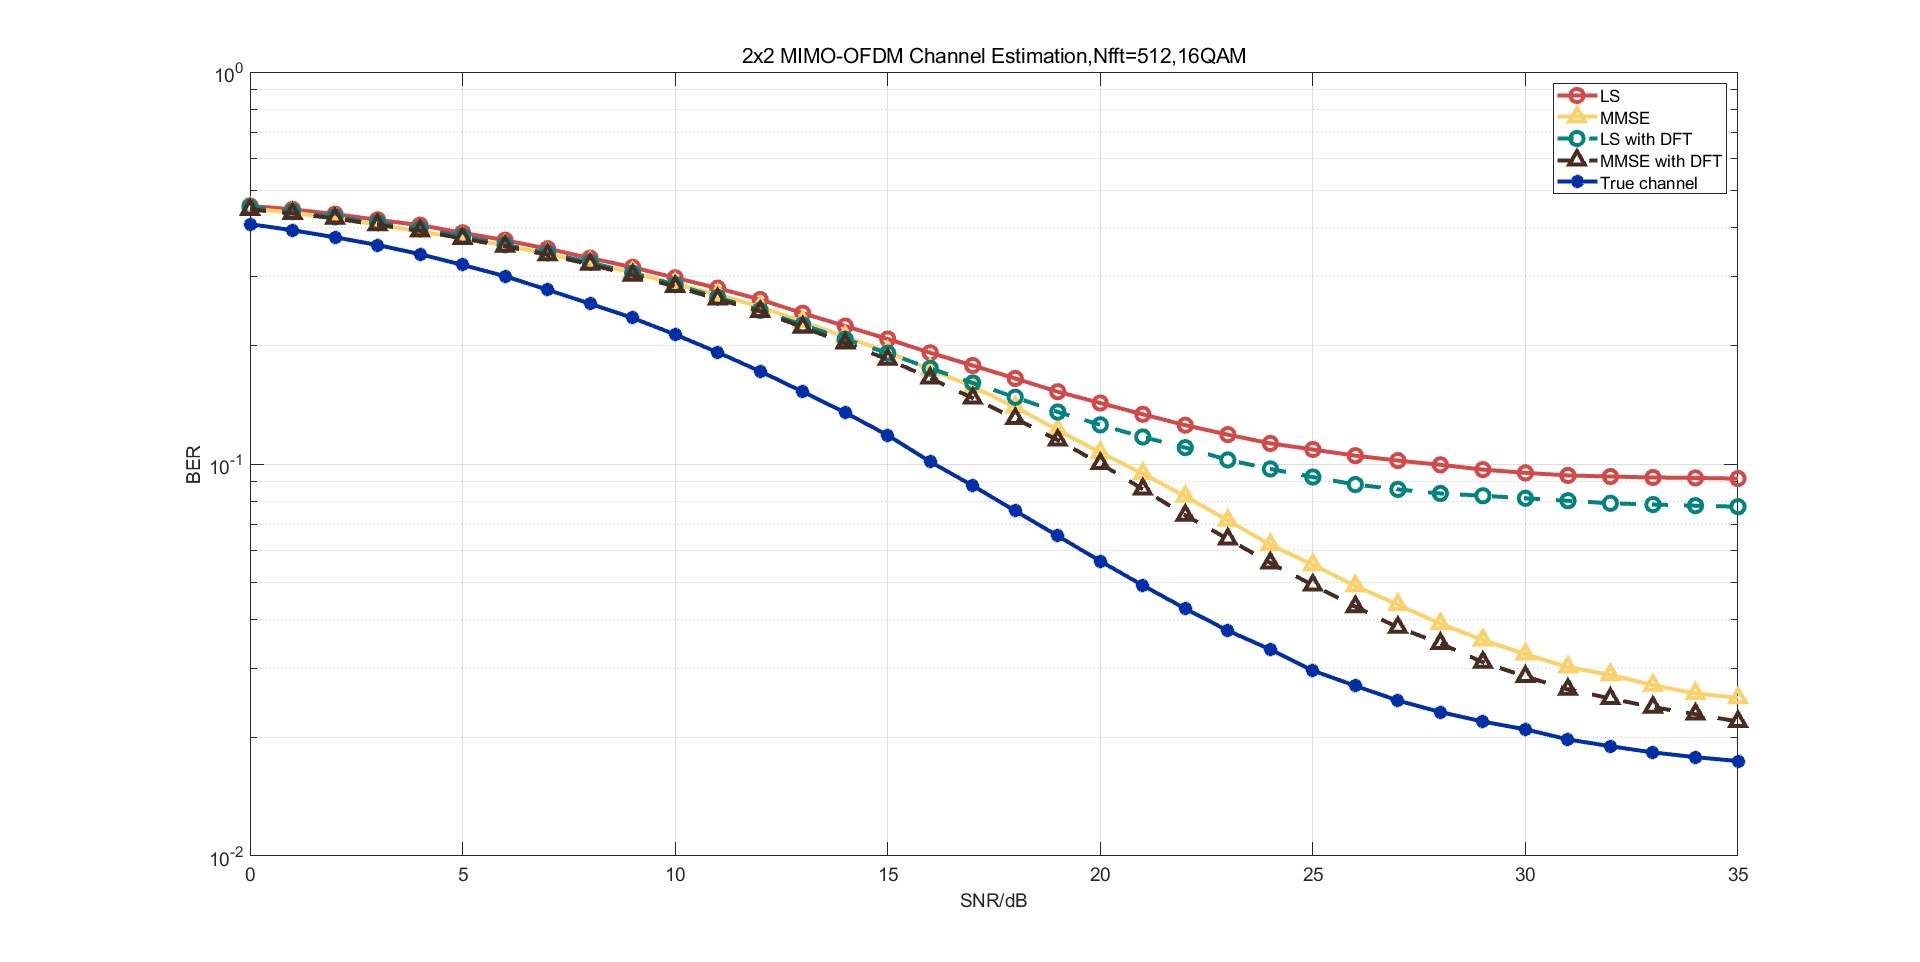 2x2 MIMO-OFDM Channel Estimation,Nfft=512,16QAM
10^0
LS
MMSE
LS with DFT
MMSE with DFT
True channel
BER
10^-1
10^-2
0 5 10 15 20 25 30 35
SNR/dB